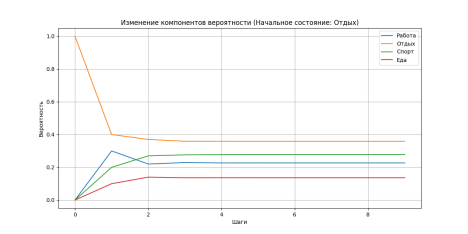 Изменение компонентов вероятности (Начальное состояние: Отдых)
Работа
Отдых
Спорт
Еда
Вероятность
1.0
0.8
0.6
0.4
0.2
0.0
0 2 4 6 8
Шаги